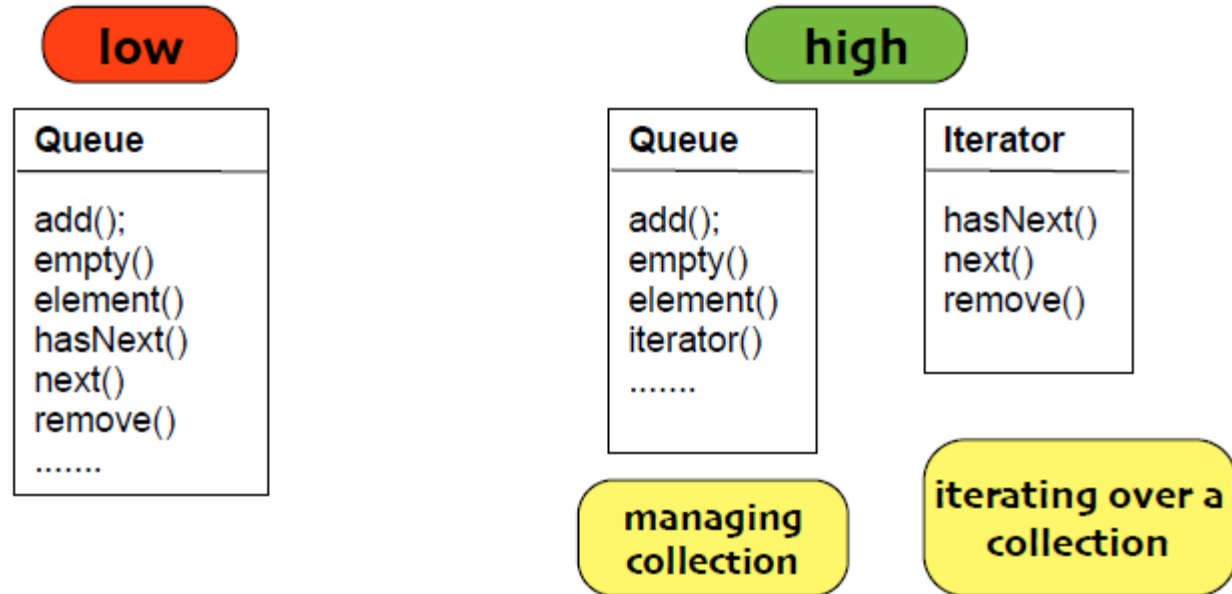 low
Queue
add();
empty()
element()
hasNext()
next()
remove()
.......
high
Queue
add();
empty()
element()
iterator()
.......
managing
collection
Iterator
hasNext()
next()
remove()
iterating over a
collection